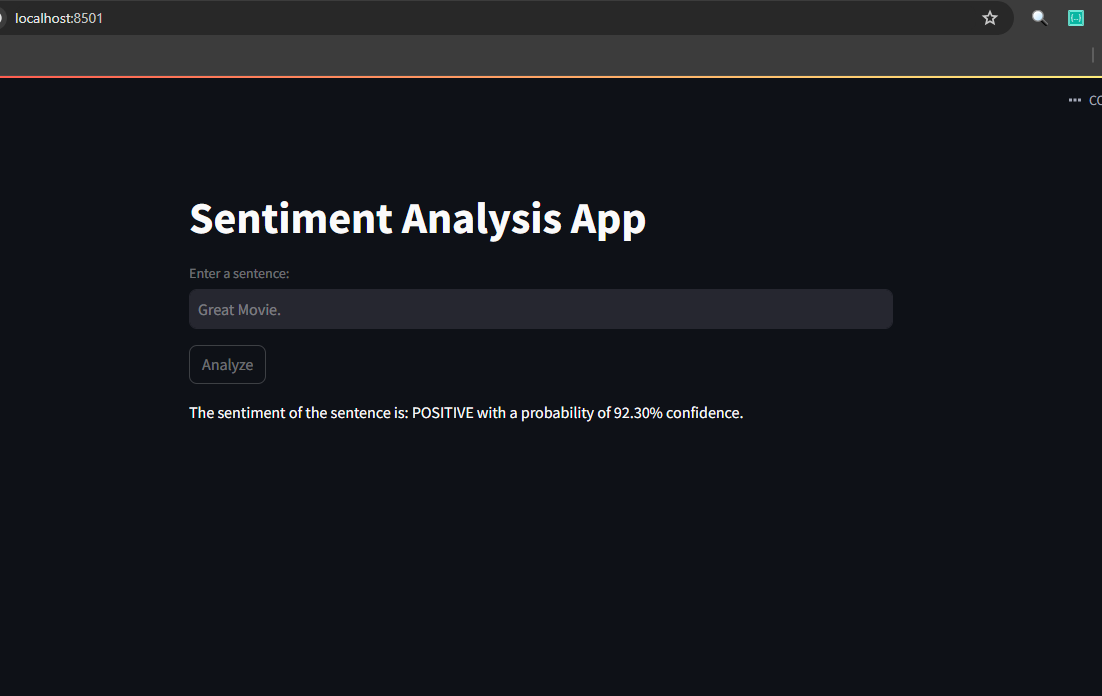 localhost:8501
Sentiment Analysis App
Enter a sentence:
Great Movie.
Analyze
The sentiment of the sentence is: POSITIVE with a probability of 92.30% confidence.